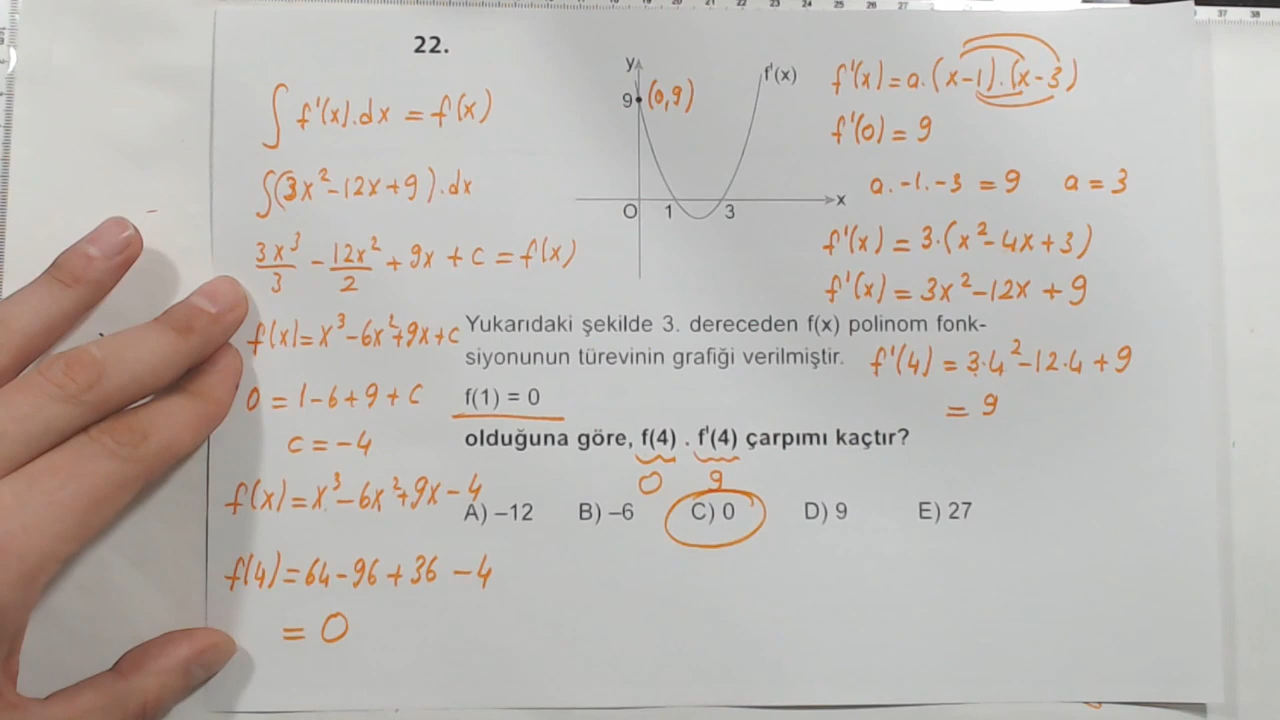 22.
∫ f'(x).dx = f(x)
∫(3x²-12x+9).dx
3x³/3 - 12x²/2 + 9x + c = f(x)
f(x)=x³-6x²+9x+c
0 = 1-6+9+c
c = -4
f(x)=x³-6x²+9x-4
f(4)=64-96+36-4
= 0
y
f'(x)
9 (0,9)
O 1 3 x
f'(x)=a.(x-1).(x-3)
f'(0)=9
a.-1.-3 = 9 a=3
f'(x)=3.(x²-4x+3)
f'(x)=3x²-12x+9
f'(4)=3.4²-12.4+9
= 9
Yukarıdaki şekilde 3. dereceden f(x) polinom fonk-
siyonunun türevinin grafiği verilmiştir.
f(1) = 0
olduğuna göre, f(4) . f'(4) çarpımı kaçtır?
0 9
A) –12 B) –6 C) 0 D) 9 E) 27